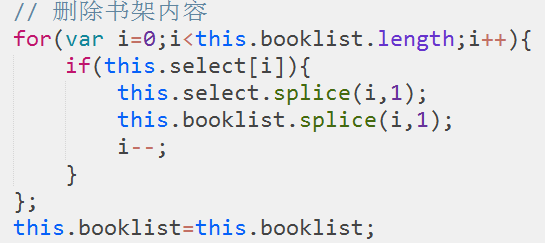 // 删除书架内容
for(var i=0;i<this.booklist.length;i++){
    if(this.select[i]){
        this.select.splice(i,1);
        this.booklist.splice(i,1);
        i--;
    }
};
this.booklist=this.booklist;